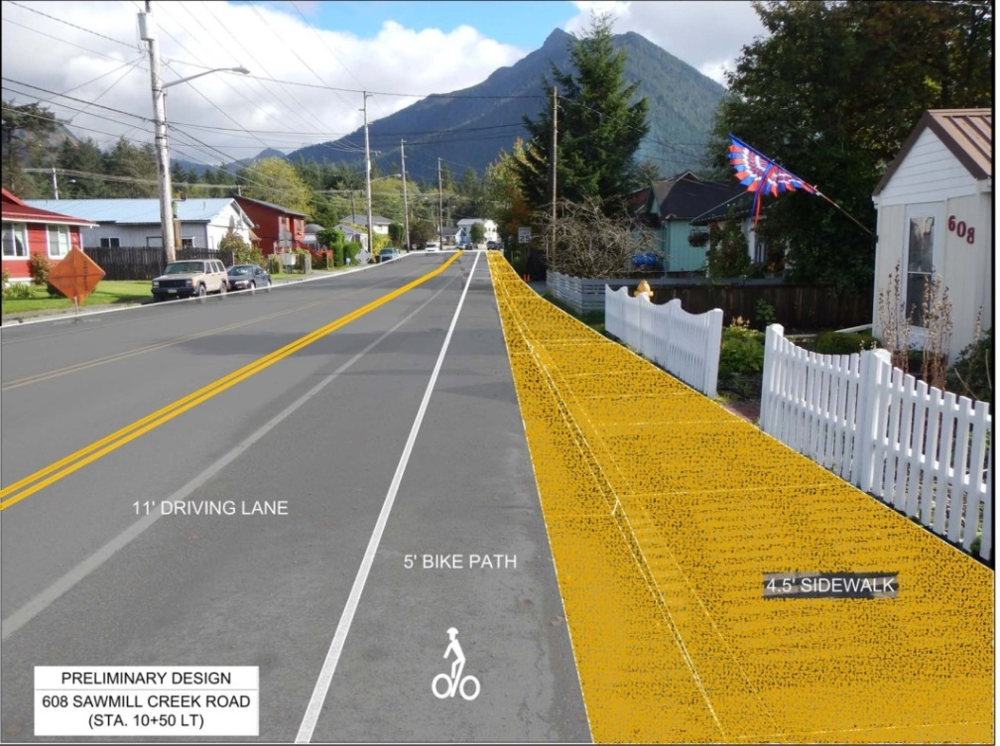 608
11' DRIVING LANE
5' BIKE PATH
4.5' SIDEWALK
PRELIMINARY DESIGN
608 SAWMILL CREEK ROAD
(STA. 10+50 LT)